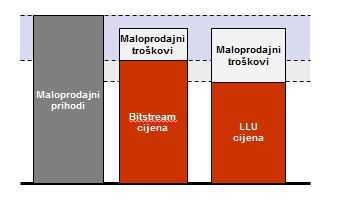 Maloprodajni
prihodi
Maloprodajni
troškovi
Bitstream
cijena
Maloprodajni
troškovi
LLU
cijena